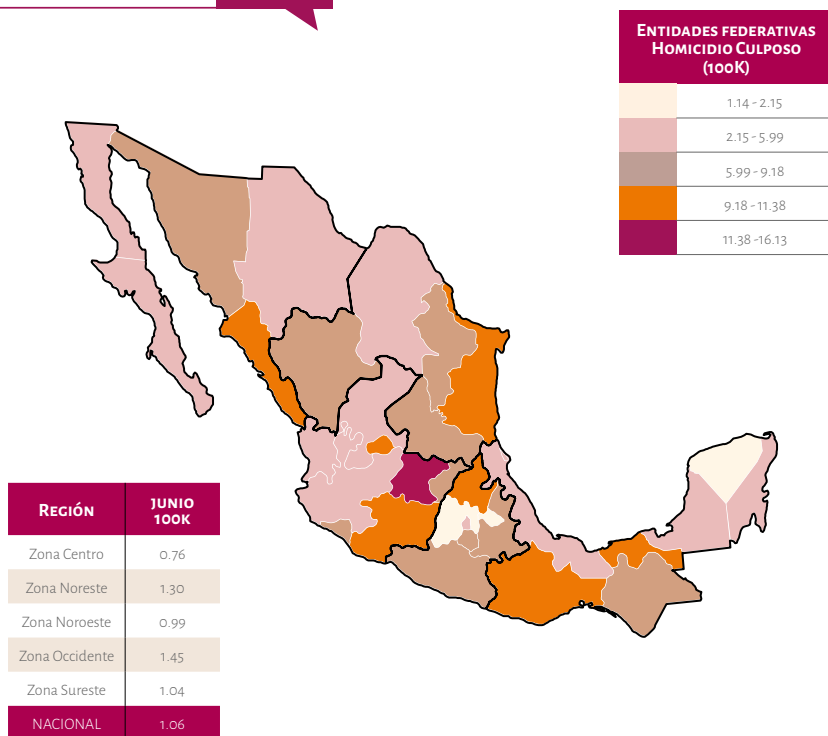 Entidades federativas
Homicidio Culposo
(100K)
1.14 - 2.15
2.15 - 5.99
5.99 - 9.18
9.18 - 11.38
11.38 -16.13
Región junio 100k
Zona Centro 0.76
Zona Noreste 1.30
Zona Noroeste 0.99
Zona Occidente 1.45
Zona Sureste 1.04
NACIONAL 1.06